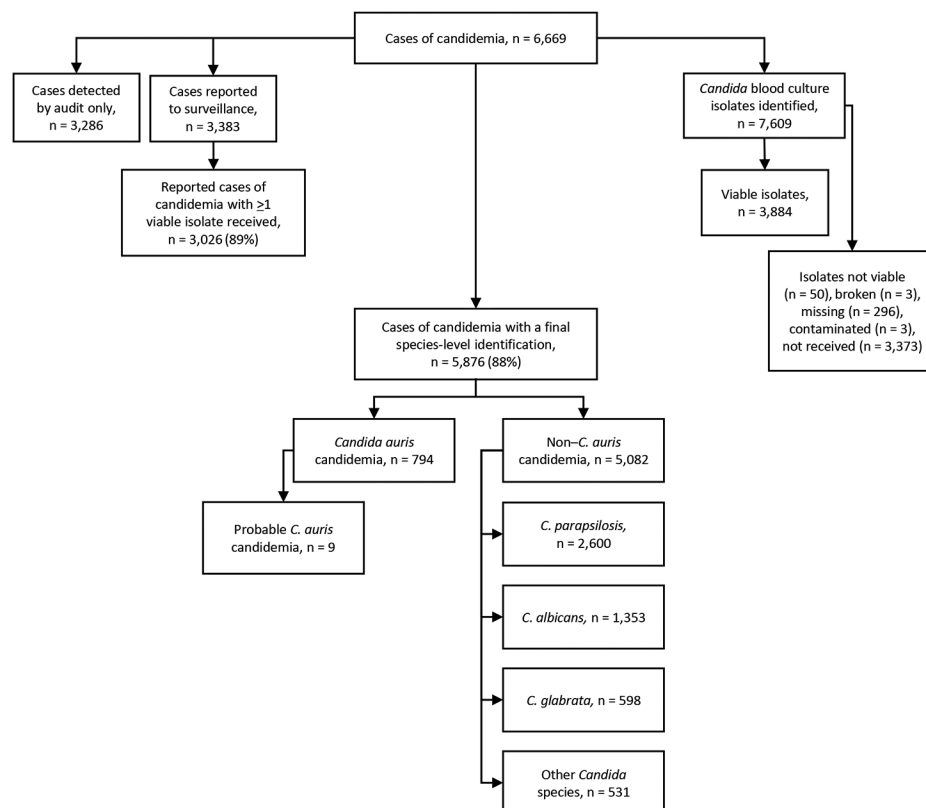 Cases of candidemia, n = 6,669
Cases detected
by audit only,
n = 3,286
Cases reported
to surveillance,
n = 3,383
Candida blood culture
isolates identified,
n = 7,609
Reported cases of
candidemia with ≥1
viable isolate received,
n = 3,026 (89%)
Viable isolates,
n = 3,884
Isolates not viable
(n = 50), broken (n = 3),
missing (n = 296),
contaminated (n = 3),
not received (n = 3,373)
Cases of candidemia with a final
species-level identification,
n = 5,876 (88%)
Candida auris
candidemia, n = 794
Non–C. auris
candidemia, n = 5,082
Probable C. auris
candidemia, n = 9
C. parapsilosis,
n = 2,600
C. albicans, n = 1,353
C. glabrata, n = 598
Other Candida
species, n = 531